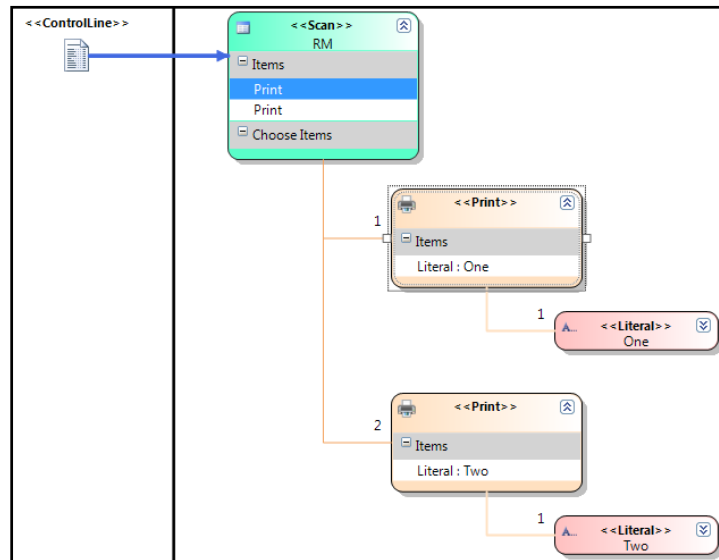 <<ControlLine>>
<<Scan>>
RM
Items
Print
Print
Choose Items
1
<<Print>>
Items
Literal : One
1
A... <<Literal>>
One
2
<<Print>>
Items
Literal : Two
1
A... <<Literal>>
Two